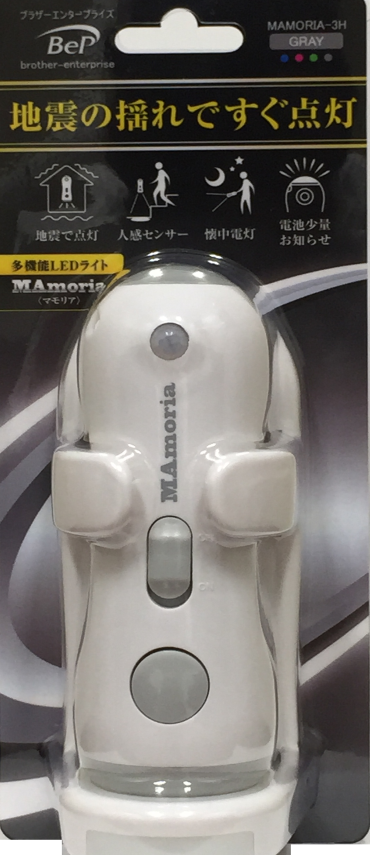 ブラザーエンタープライズ
BeP
brother-enterprise
MAMORIA-3H
GRAY
地震の揺れですぐ点灯
地震で点灯
人感センサー
懐中電灯
電池少量
お知らせ
多機能LEDライト
MAmoria
〈マモリア〉
MAmoria